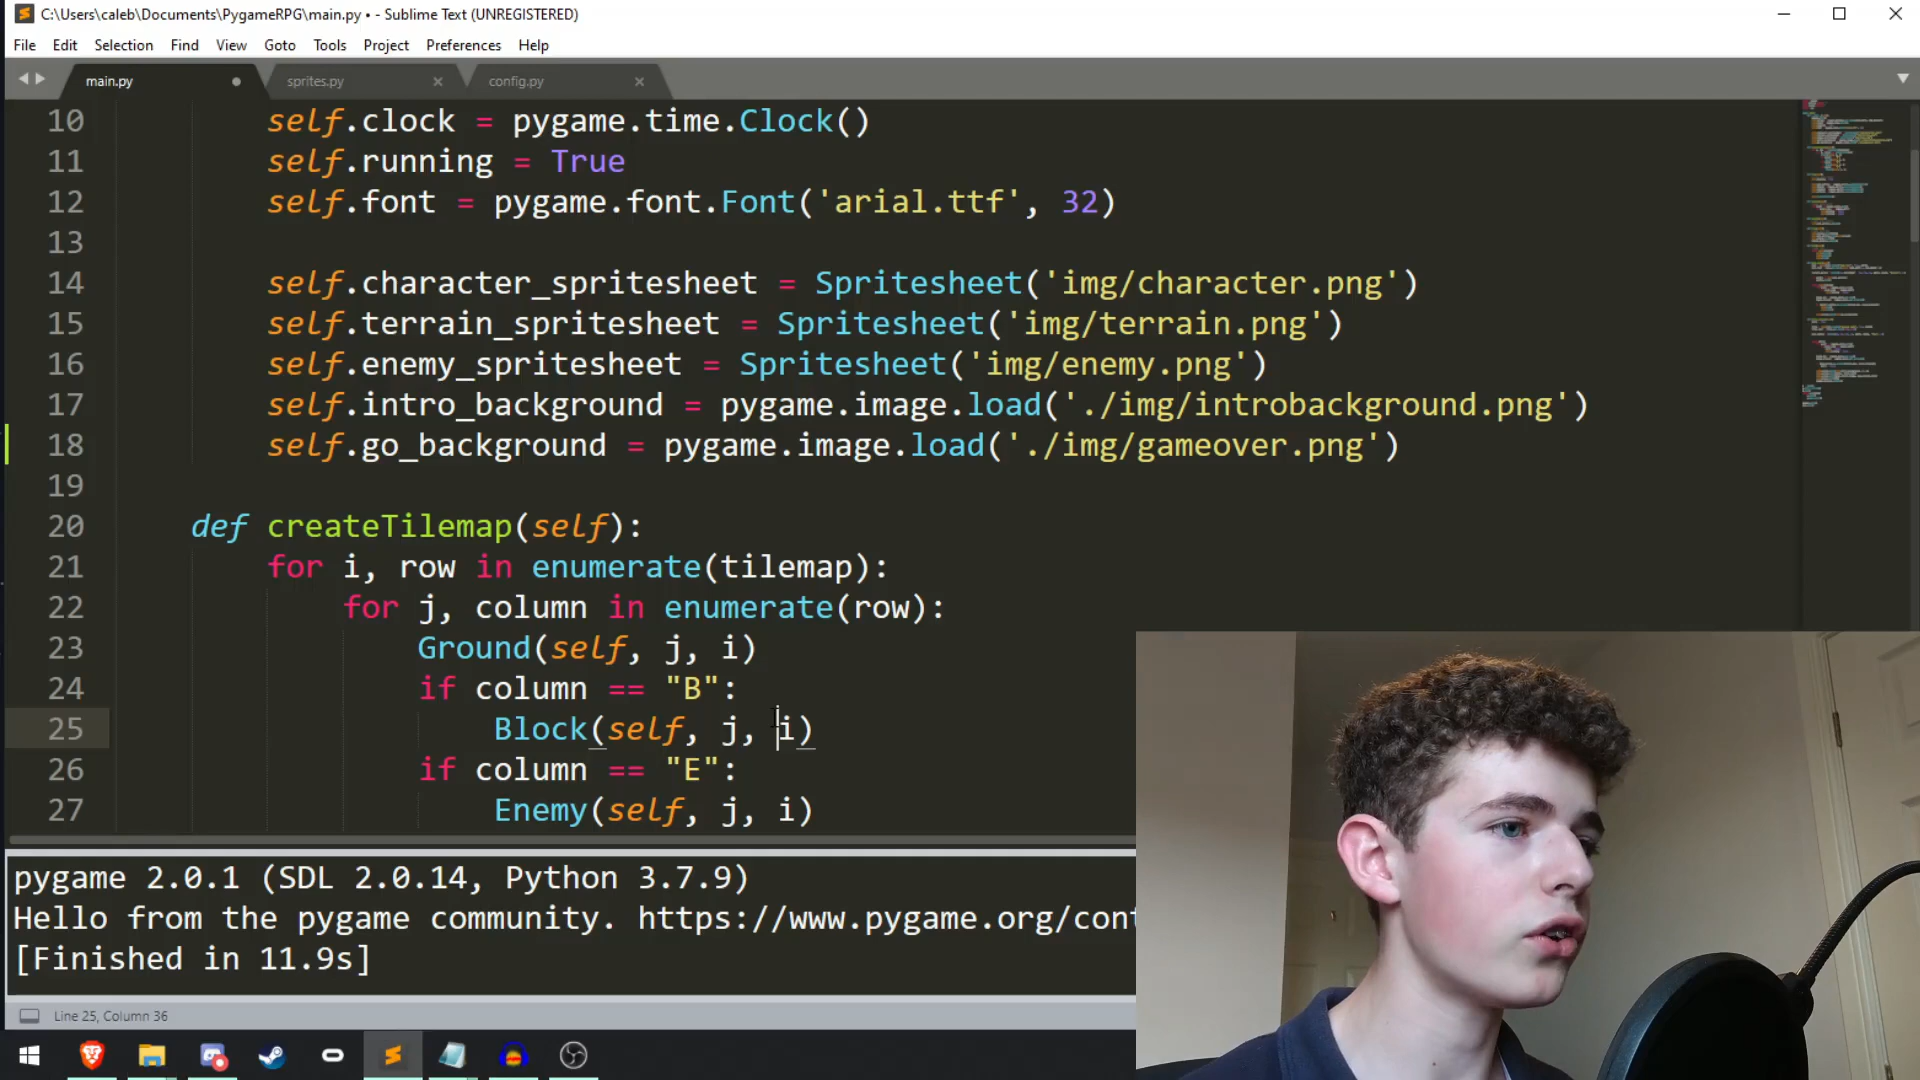 C:\Users\caleb\Documents\PygameRPG\main.py • - Sublime Text (UNREGISTERED)
File Edit Selection Find View Goto Tools Project Preferences Help
main.py sprites.py config.py
10 self.clock = pygame.time.Clock()
11 self.running = True
12 self.font = pygame.font.Font('arial.ttf', 32)
13
14 self.character_spritesheet = Spritesheet('img/character.png')
15 self.terrain_spritesheet = Spritesheet('img/terrain.png')
16 self.enemy_spritesheet = Spritesheet('img/enemy.png')
17 self.intro_background = pygame.image.load('./img/introbackground.png')
18 self.go_background = pygame.image.load('./img/gameover.png')
19
20 def createTilemap(self):
21 for i, row in enumerate(tilemap):
22 for j, column in enumerate(row):
23 Ground(self, j, i)
24 if column == "B":
25 Block(self, j, i)
26 if column == "E":
27 Enemy(self, j, i)
pygame 2.0.1 (SDL 2.0.14, Python 3.7.9)
Hello from the pygame community. https://www.pygame.org/cont
[Finished in 11.9s]
Line 25, Column 36